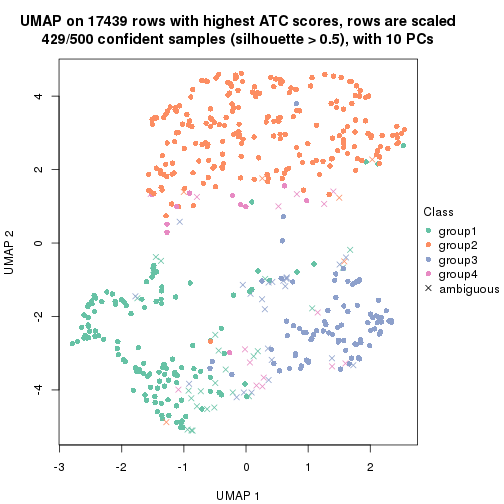 UMAP on 17439 rows with highest ATC scores, rows are scaled
429/500 confident samples (silhouette > 0.5), with 10 PCs
4
2
0
-2
-4
UMAP 2
-3
-2
-1
0
1
2
UMAP 1
Class
group1
group2
group3
group4
ambiguous